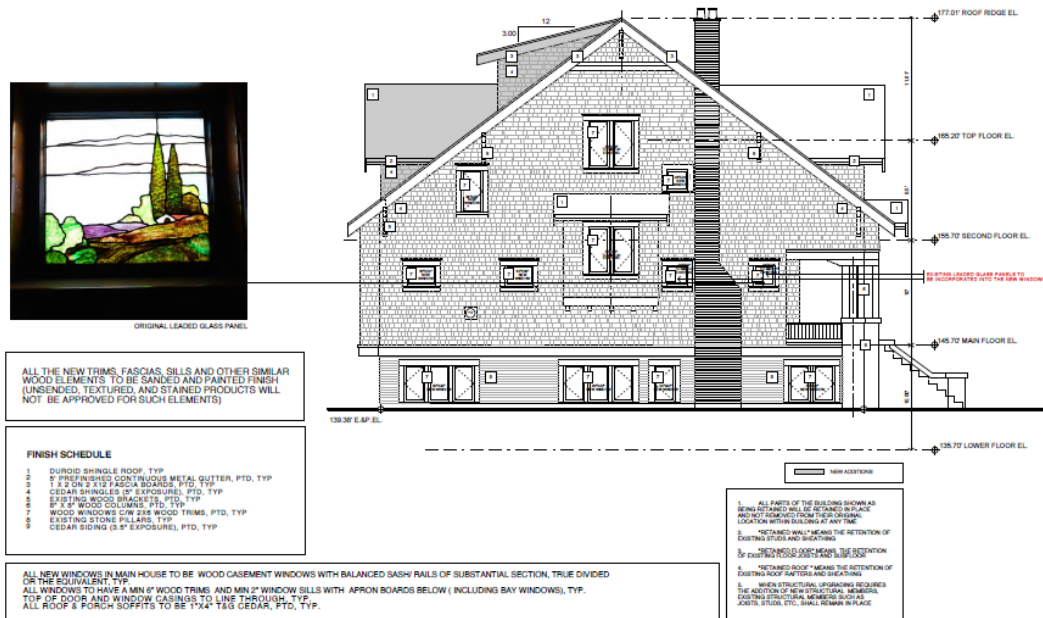 12
3.00
177.01' ROOF RIDGE EL.
165.20' TOP FLOOR EL.
155.70' SECOND FLOOR EL.
EXISTING LEADED GLASS PANELS TO
BE INCORPORATED INTO THE NEW WINDOWS
145.70' MAIN FLOOR EL.
139.38' E.&P.EL.
135.70' LOWER FLOOR EL.
ORIGINAL LEADED GLASS PANEL
ALL THE NEW TRIMS, FASCIAS, SILLS AND OTHER SIMILAR
WOOD ELEMENTS TO BE SANDED AND PAINTED FINISH
(UNSENDED, TEXTURED, AND STAINED PRODUCTS WILL
NOT BE APPROVED FOR SUCH ELEMENTS)
FINISH SCHEDULE
1 DUROID SHINGLE ROOF, TYP
2 5' PREFINISHED CONTINUOUS METAL GUTTER, PTD, TYP
3 1 X 2 ON 2 X12 FASCIA BOARDS, PTD, TYP
4 CEDAR SHINGLES (5" EXPOSURE), PTD, TYP
5 EXISTING WOOD BRACKETS, PTD, TYP
6 8" X 8" WOOD COLUMNS, PTD, TYP
7 WOOD WINDOWS C/W 2X6 WOOD TRIMS, PTD, TYP
8 EXISTING STONE PILLARS, TYP
9 CEDAR SIDING (3.5" EXPOSURE), PTD, TYP
NEW ADDITIONS
1. ALL PARTS OF THE BUILDING SHOWN AS
BEING RETAINED WILL BE RETAINED IN PLACE
AND NOT REMOVED FROM THEIR ORIGINAL
LOCATION WITHIN BUILDING AT ANY TIME
2. "RETAINED WALL" MEANS THE RETENTION OF
EXISTING STUDS AND SHEATHING
3. "RETAINED FLOOR" MEANS THE RETENTION
OF EXISTING FLOOR JOISTS AND SUBFLOOR
4. "RETAINED ROOF " MEANS THE RETENTION OF
EXISTING ROOF RAFTERS AND SHEATHING
5. WHEN STRUCTURAL UPGRADING REQUIRES
THE ADDITION OF NEW STRUCTURAL MEMBERS,
EXISTING STRUCTURAL MEMBERS SUCH AS
JOISTS, STUDS, ETC., SHALL REMAIN IN PLACE
ALL NEW WINDOWS IN MAIN HOUSE TO BE WOOD CASEMENT WINDOWS WITH BALANCED SASH/ RAILS OF SUBSTANTIAL SECTION, TRUE DIVIDED
OR THE EQUIVALENT, TYP.
ALL WINDOWS TO HAVE A MIN 6" WOOD TRIMS AND MIN 2" WINDOW SILLS WITH APRON BOARDS BELOW ( INCLUDING BAY WINDOWS), TYP.
TOP OF DOOR AND WINDOW CASINGS TO LINE THROUGH, TYP.
ALL ROOF & PORCH SOFFITS TO BE 1"X4" T&G CEDAR, PTD, TYP.